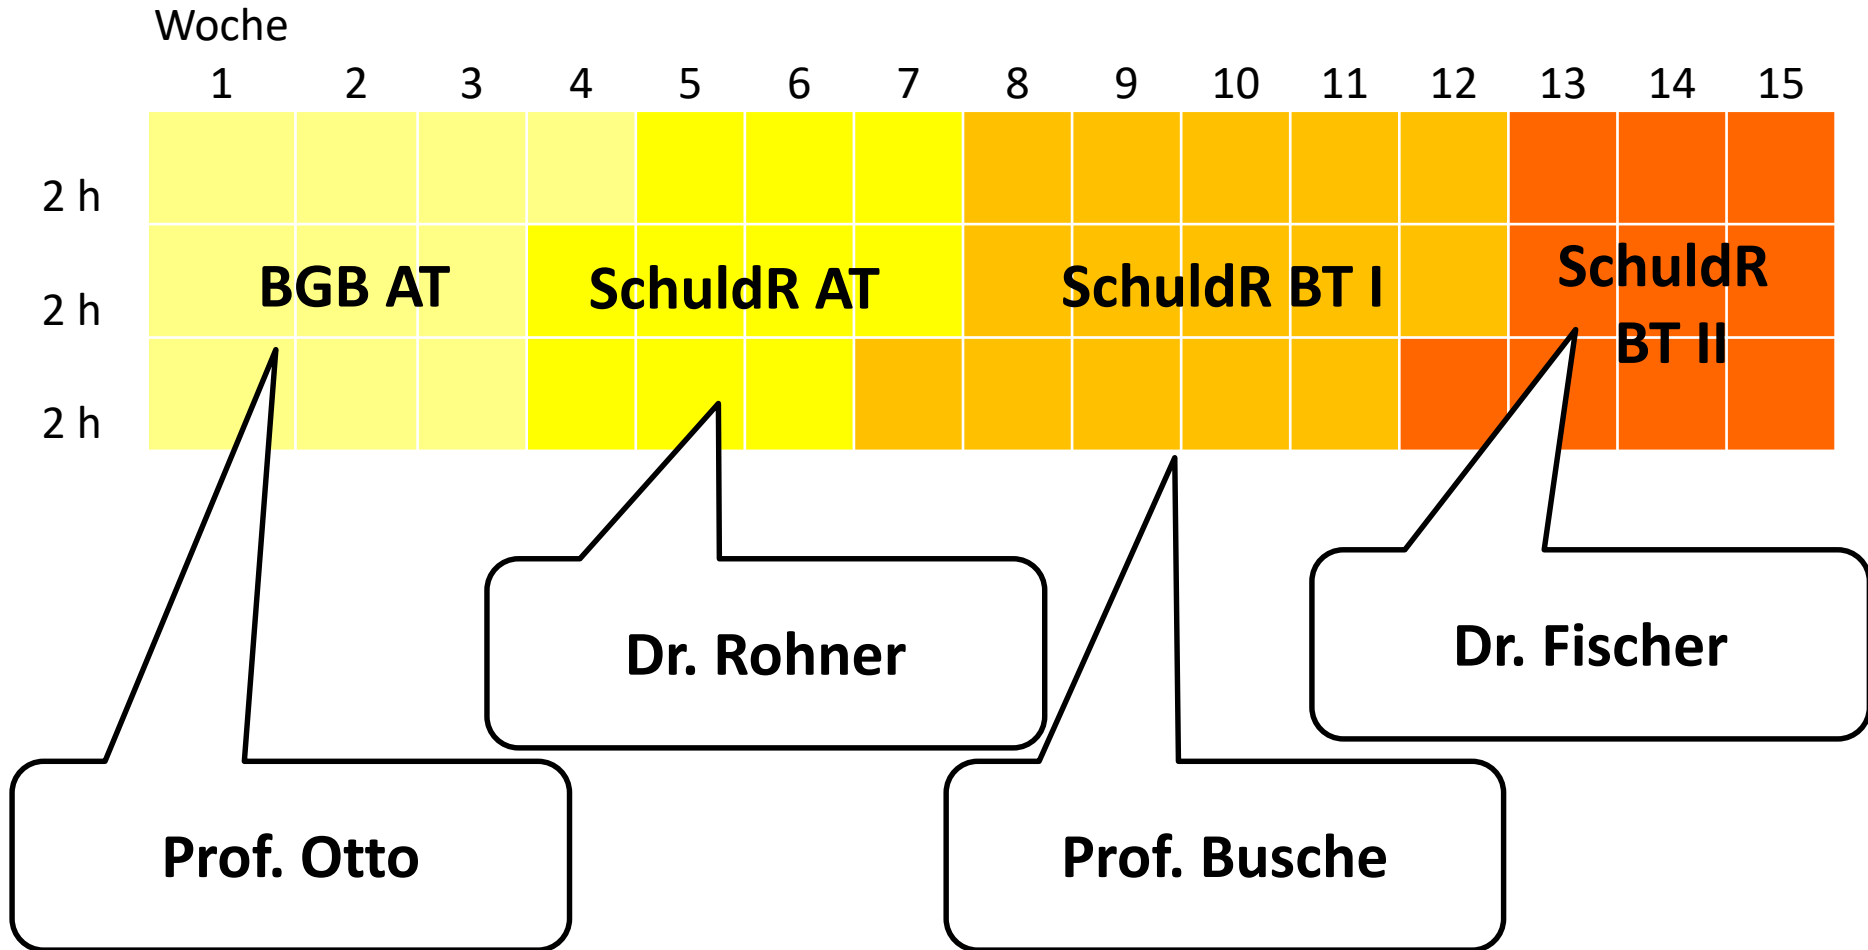 Woche
1 2 3 4 5 6 7 8 9 10 11 12 13 14 15
2 h
2 h
2 h
BGB AT
SchuldR AT
SchuldR BT I
SchuldR
BT II
Dr. Rohner
Dr. Fischer
Prof. Otto
Prof. Busche